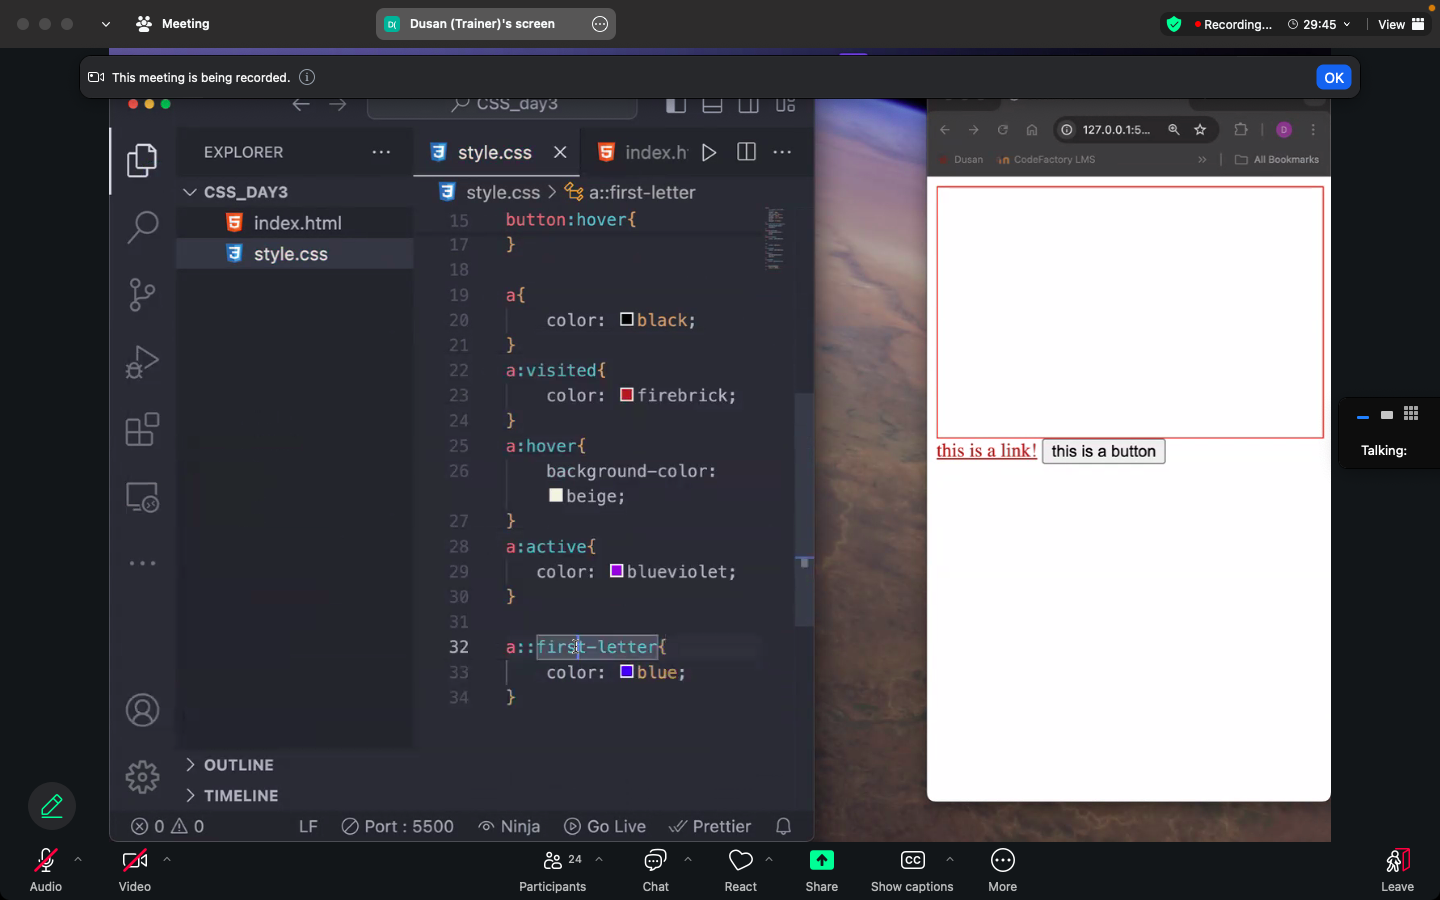 Meeting
D( Dusan (Trainer)'s screen
Recording...
29:45
View
This meeting is being recorded.
OK
CSS_day3
EXPLORER
CSS_DAY3
index.html
style.css
style.css
index.h
style.css > a::first-letter
15 button:hover{
17 }
18
19 a{
20 color: black;
21 }
22 a:visited{
23 color: firebrick;
24 }
25 a:hover{
26 background-color:
beige;
27 }
28 a:active{
29 color: blueviolet;
30 }
31
32 a::first-letter{
33 color: blue;
34 }
OUTLINE
TIMELINE
0 0
LF
Port : 5500
Ninja
Go Live
Prettier
127.0.0.1:5...
D
Dusan
CodeFactory LMS
All Bookmarks
this is a link! this is a button
Talking:
Audio
Video
24
Participants
Chat
React
Share
CC
Show captions
More
Leave